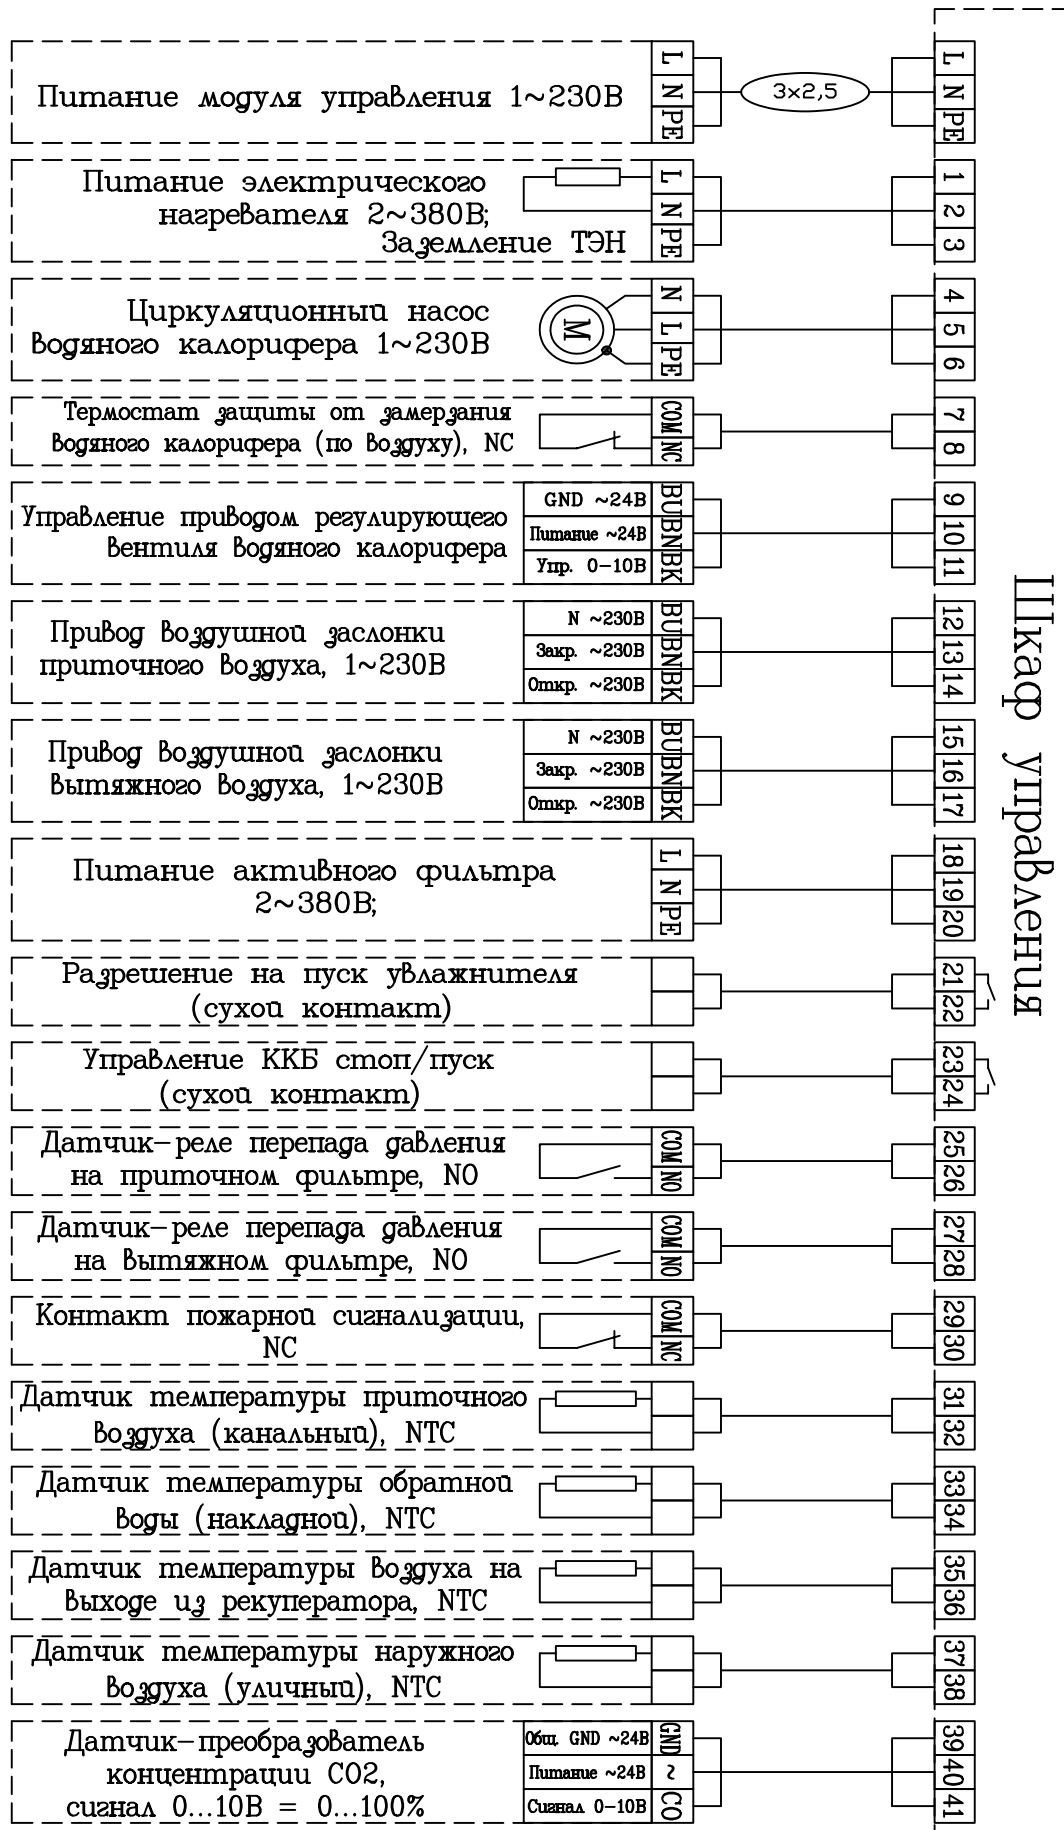 Питание модуля управления 1~230В
L
N
PE
3x2,5
L
N
PE
Питание электрического
нагревателя 2~380В;
Заземление ТЭН
L
N
PE
1
2
3
Циркуляционный насос
водяного калорифера 1~230В
M
N
L
PE
4
5
6
Термостат защиты от замерзания
водяного калорифера (по воздуху), NC
COM
NC
7
8
Управление приводом регулирующего
вентиля водяного калорифера
GND ~24В
Питание ~24В
Упр. 0-10В
BU
BN
BK
9
10
11
Привод воздушной заслонки
приточного воздуха, 1~230В
N ~230В
Закр. ~230В
Откр. ~230В
BU
BN
BK
12
13
14
Привод воздушной заслонки
вытяжного воздуха, 1~230В
N ~230В
Закр. ~230В
Откр. ~230В
BU
BN
BK
15
16
17
Питание активного фильтра
2~380В;
L
N
PE
18
19
20
Разрешение на пуск увлажнителя
(сухой контакт)
21
22
Управление ККБ стоп/пуск
(сухой контакт)
23
24
Датчик-реле перепада давления
на приточном фильтре, NO
COM
NO
25
26
Датчик-реле перепада давления
на вытяжном фильтре, NO
COM
NO
27
28
Контакт пожарной сигнализации,
NC
COM
NC
29
30
Датчик температуры приточного
воздуха (канальный), NTC
31
32
Датчик температуры обратной
воды (накладной), NTC
33
34
Датчик температуры воздуха на
выходе из рекуператора, NTC
35
36
Датчик температуры наружного
воздуха (уличный), NTC
37
38
Датчик-преобразователь
концентрации СО2,
сигнал 0...10В = 0...100%
Общ. GND ~24В
Питание ~24В
Сигнал 0-10В
GND
~
CO
39
40
41
Шкаф управления